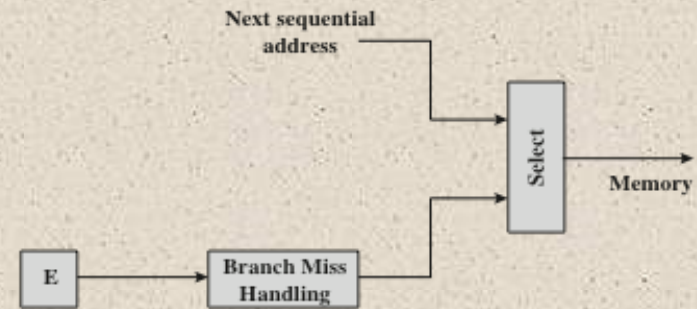 Next sequential
address
Select
Memory
E
Branch Miss
Handling